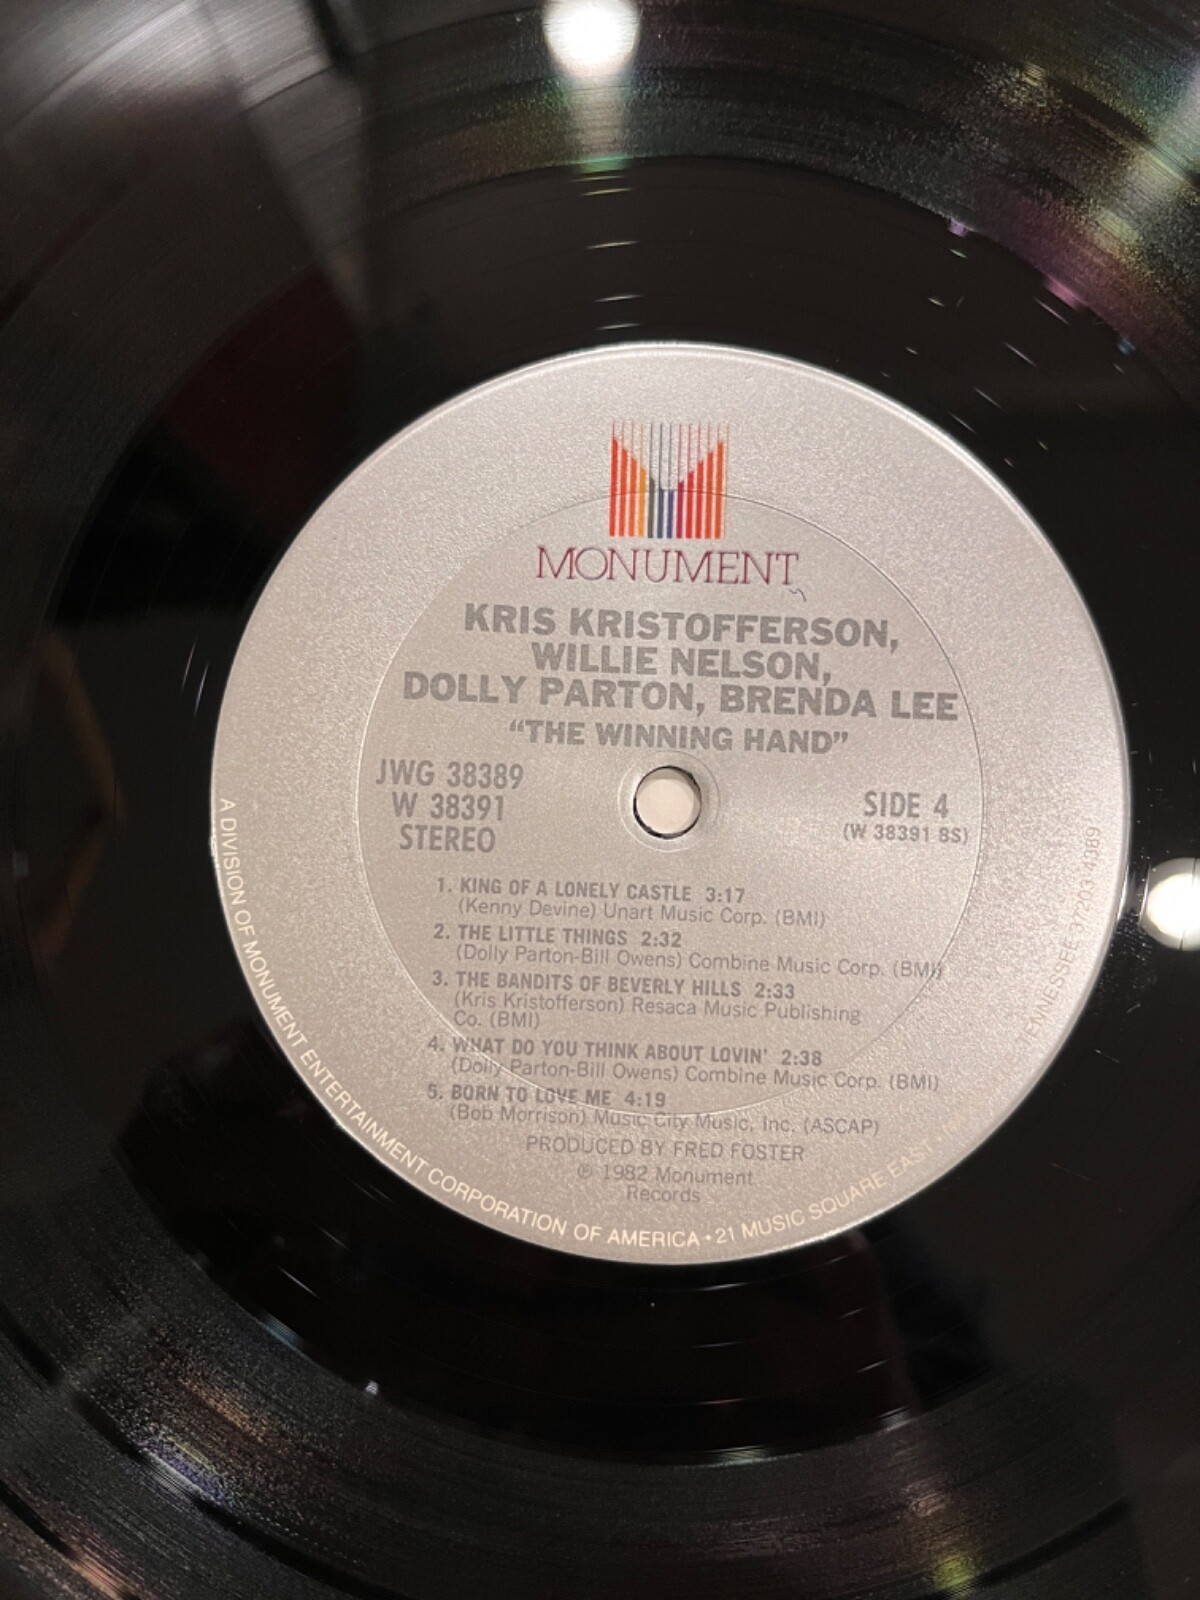 MONUMENT
KRIS KRISTOFFERSON,
WILLIE NELSON,
DOLLY PARTON, BRENDA LEE
"THE WINNING HAND"
JWG 38389
W 38391
STEREO
SIDE 4
(W 38391 BS)
1. KING OF A LONELY CASTLE 3:17
(Kenny Devine) Unart Music Corp. (BMI)
2. THE LITTLE THINGS 2:32
(Dolly Parton-Bill Owens) Combine Music Corp. (BMI)
3. THE BANDITS OF BEVERLY HILLS 2:33
(Kris Kristofferson) Resaca Music Publishing
Co. (BMI)
4. WHAT DO YOU THINK ABOUT LOVIN' 2:38
(Dolly Parton-Bill Owens) Combine Music Corp. (BMI)
5. BORN TO LOVE ME 4:19
(Bob Morrison) Music City Music, Inc. (ASCAP)
PRODUCED BY FRED FOSTER
℗ 1982 Monument
Records
A DIVISION OF MONUMENT ENTERTAINMENT CORPORATION OF AMERICA • 21 MUSIC SQUARE EAST • TENNESSEE 37203-4389